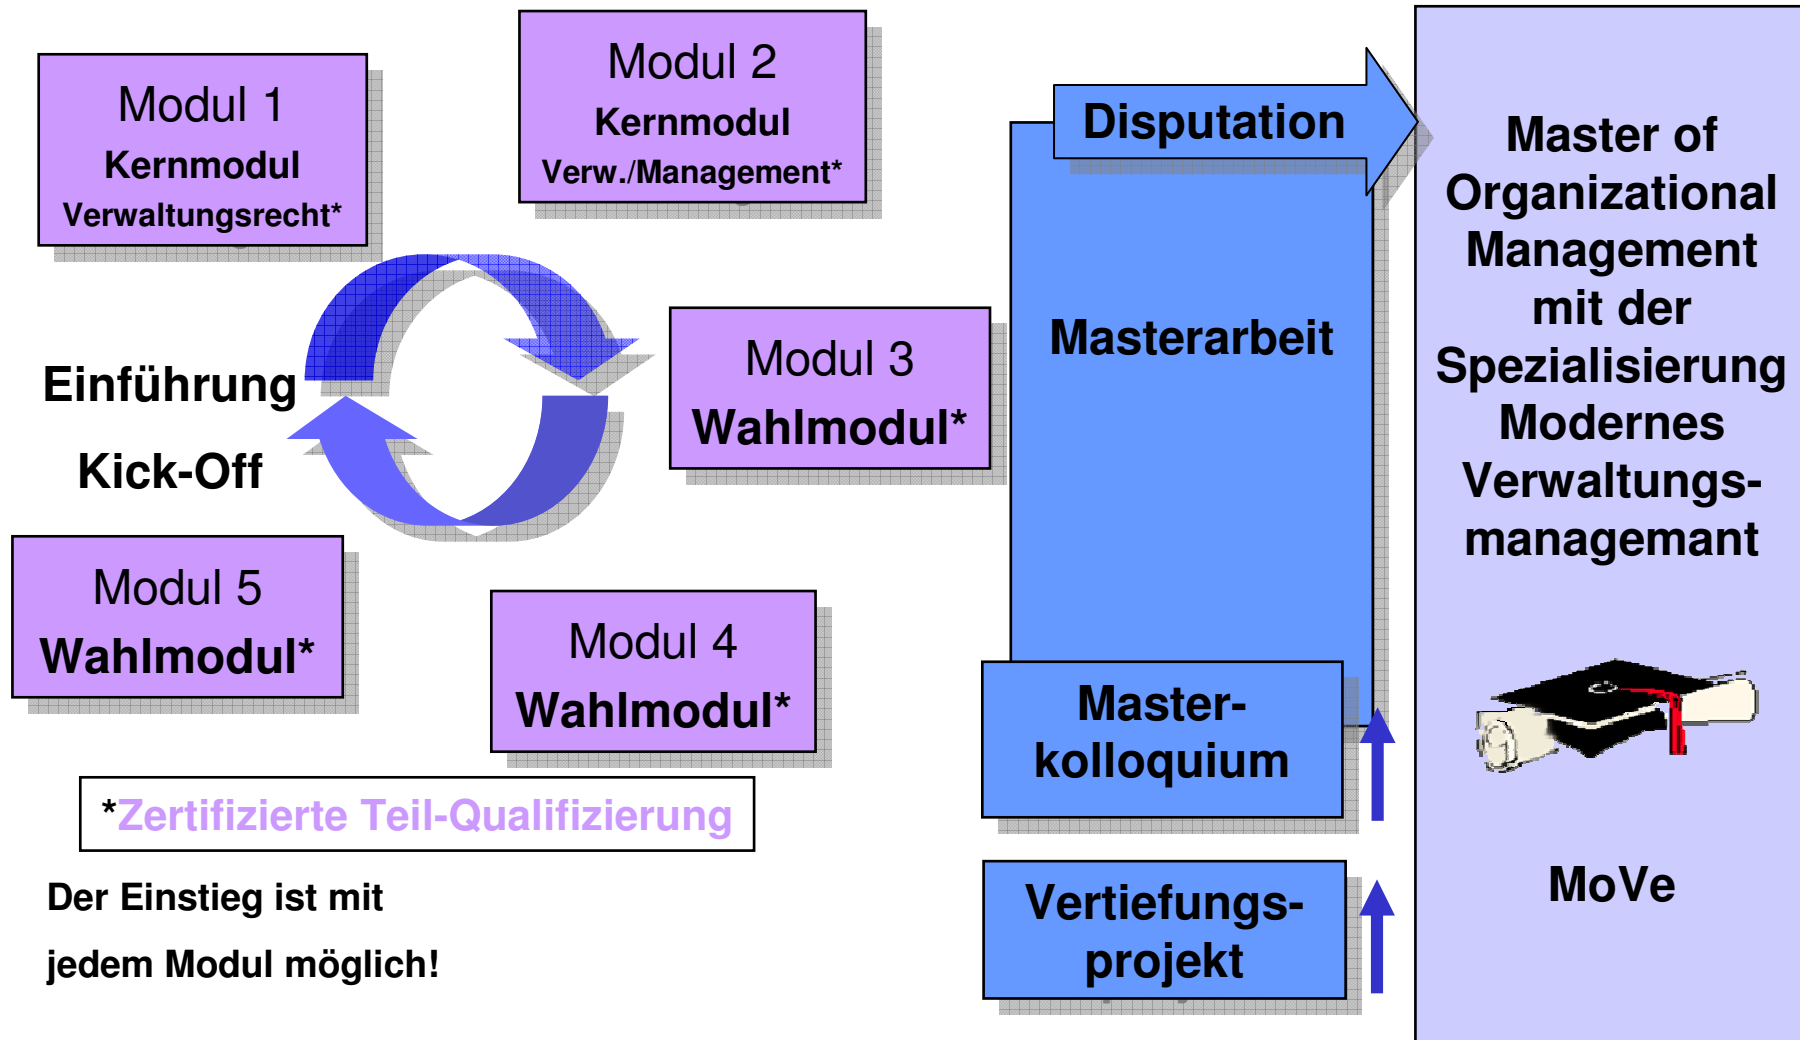 Modul 1
Kernmodul
Verwaltungsrecht*
Modul 2
Kernmodul
Verw./Management*
Einführung
Kick-Off
Modul 3
Wahlmodul*
Modul 5
Wahlmodul*
Modul 4
Wahlmodul*
*Zertifizierte Teil-Qualifizierung
Der Einstieg ist mit
jedem Modul möglich!
Disputation
Masterarbeit
Master-
kolloquium
Vertiefungs-
projekt
Master of
Organizational
Management
mit der
Spezialisierung
Modernes
Verwaltungs-
managemant
MoVe